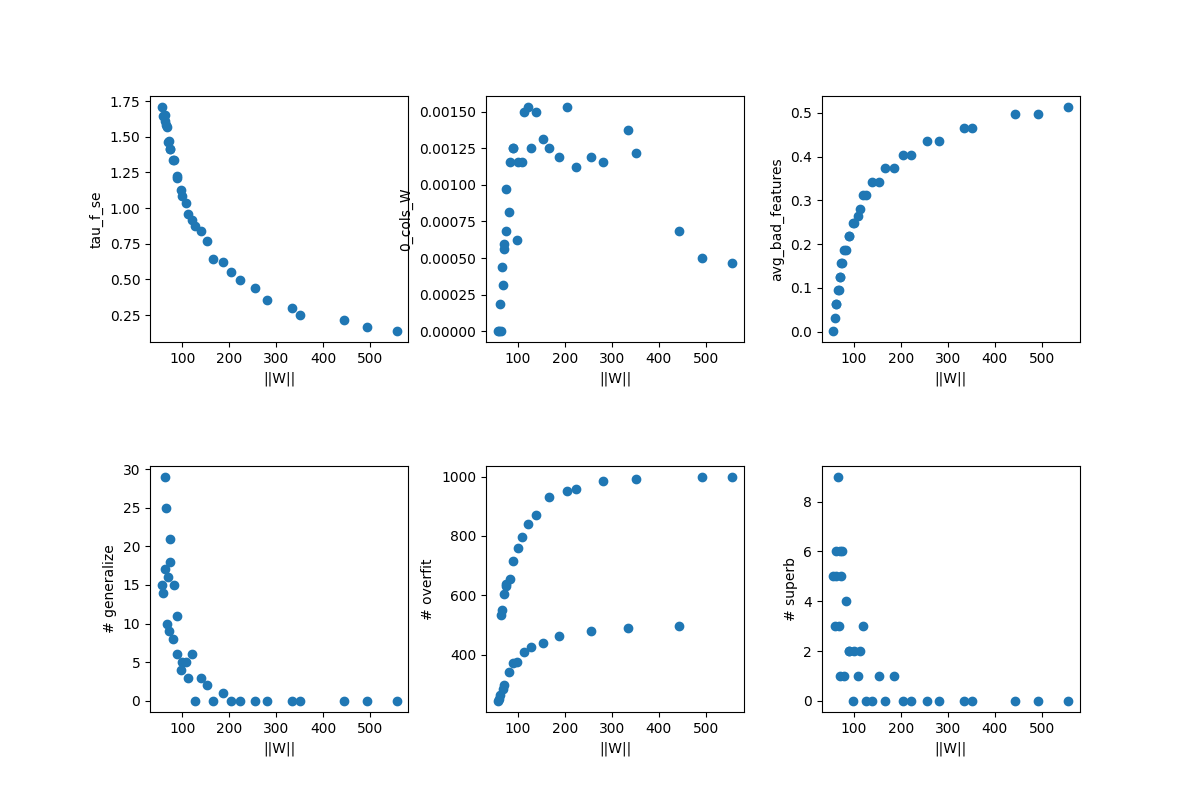 tau_f_se
1.75
1.50
1.25
1.00
0.75
0.50
0.25
100 200 300 400 500
||W||
0_cols_W
0.00150
0.00125
0.00100
0.00075
0.00050
0.00025
0.00000
100 200 300 400 500
||W||
avg_bad_features
0.5
0.4
0.3
0.2
0.1
0.0
100 200 300 400 500
||W||
# generalize
30
25
20
15
10
5
0
100 200 300 400 500
||W||
# overfit
1000
800
600
400
100 200 300 400 500
||W||
# superb
8
6
4
2
0
100 200 300 400 500
||W||